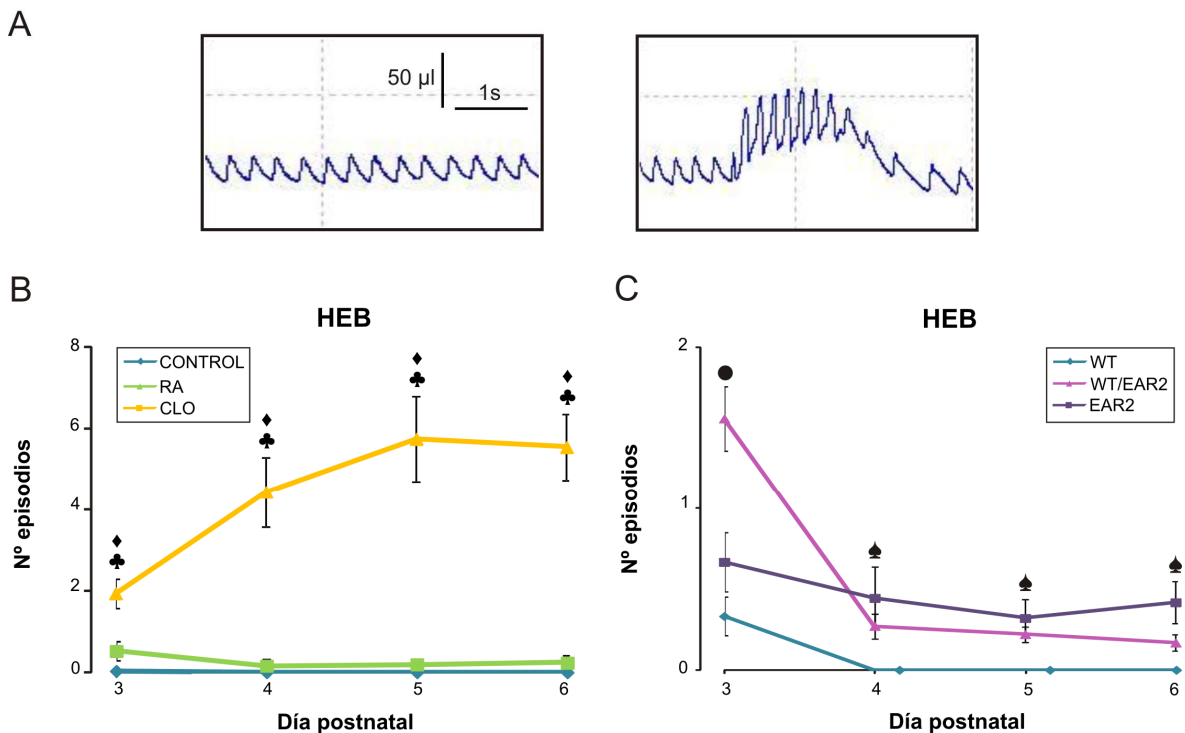 A
50 µl
1s
B
HEB
8
6
4
2
0
Nº episodios
CONTROL
RA
CLO
3 4 5 6
Día postnatal
C
HEB
2
1
0
Nº episodios
WT
WT/EAR2
EAR2
3 4 5 6
Día postnatal